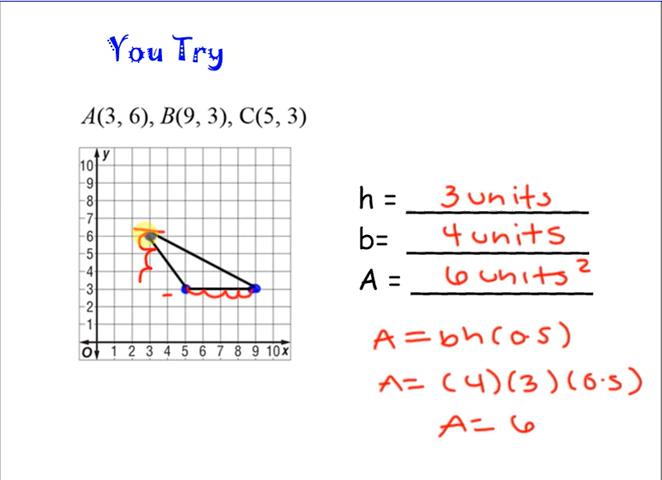 You Try
A(3, 6), B(9, 3), C(5, 3)
y
10
9
8
7
6
5
4
3
2
1
O 1 2 3 4 5 6 7 8 9 10 x
h = 3 units
b= 4 units
A = 6 units²
A = bh(0.5)
A= (4)(3)(0.5)
A= 6